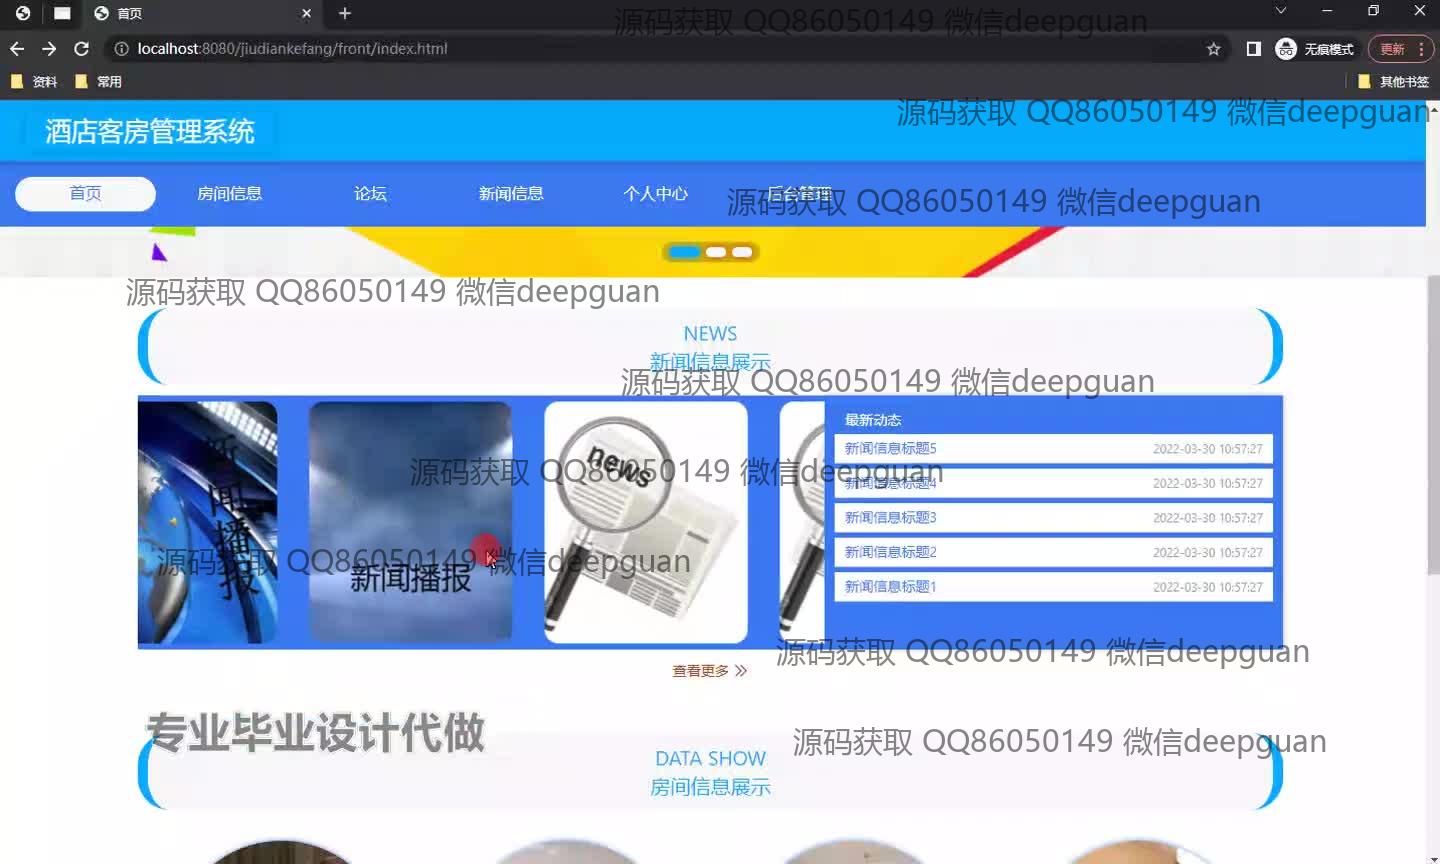 首页
源码获取 QQ86050149 微信deepguan
localhost:8080/jiudiankefang/front/index.html
无痕模式
更新
资料
常用
其他书签
源码获取 QQ86050149 微信deepguan
酒店客房管理系统
首页
房间信息
论坛
新闻信息
个人中心
后台管理
源码获取 QQ86050149 微信deepguan
源码获取 QQ86050149 微信deepguan
NEWS
新闻信息展示
源码获取 QQ86050149 微信deepguan
最新动态
新闻信息标题5 2022-03-30 10:57:27
源码获取 QQ86050149 微信deepguan
新闻信息标题4 2022-03-30 10:57:27
新闻信息标题3 2022-03-30 10:57:27
新闻信息标题2 2022-03-30 10:57:27
新闻信息标题1 2022-03-30 10:57:27
新闻播报
news
源码获取 QQ86050149 微信deepguan
新闻播报
源码获取 QQ86050149 微信deepguan
查看更多
专业毕业设计代做
源码获取 QQ86050149 微信deepguan
DATA SHOW
房间信息展示